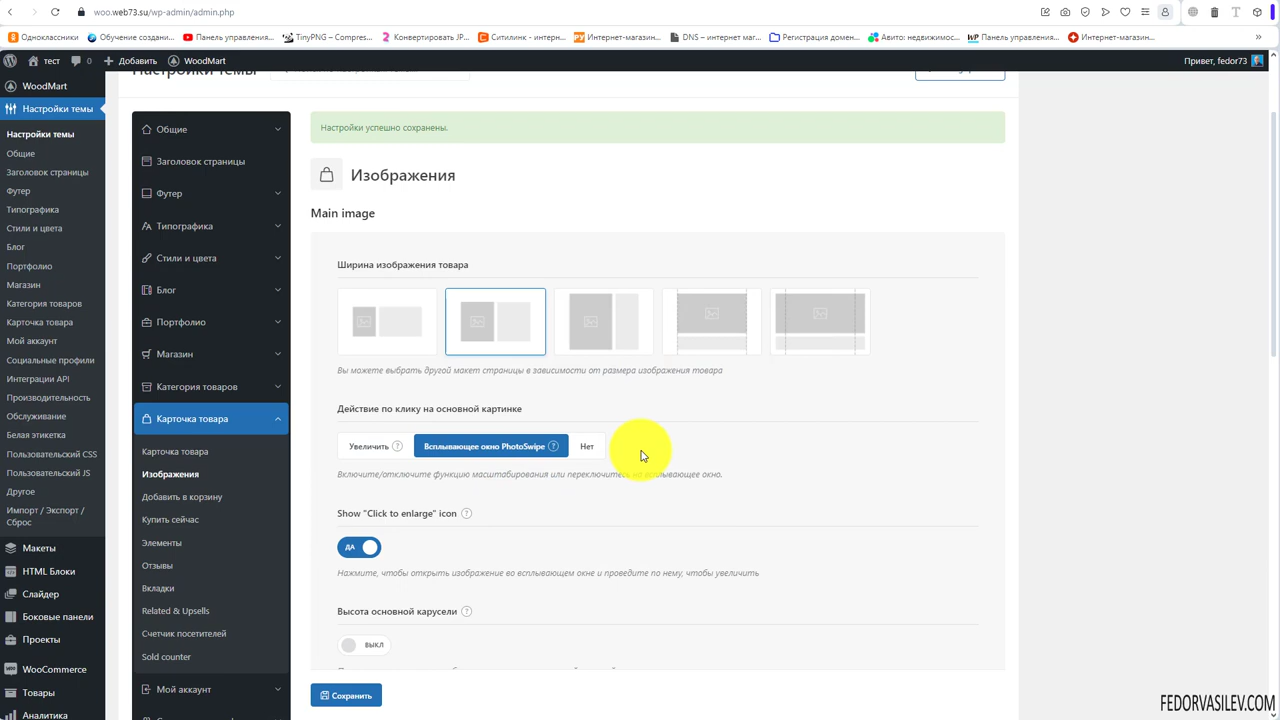 woo.web73.su/wp-admin/admin.php
Одноклассники
Обучение создани...
Панель управления...
TinyPNG – Compres...
Конвертировать JP...
Ситилинк - интерне...
Интернет-магазин...
DNS – интернет маг...
Регистрация домен...
Авито: недвижимос...
Панель управления...
Интернет-магазин...
тест
0
Добавить
WoodMart
Привет, fedor73
Настройки темы
WoodMart
Настройки темы
Настройки темы
Общие
Заголовок страницы
Футер
Типографика
Стили и цвета
Блог
Портфолио
Магазин
Категория товаров
Карточка товара
Мой аккаунт
Социальные профили
Интеграции API
Производительность
Обслуживание
Белая этикетка
Пользовательский CSS
Пользовательский JS
Другое
Импорт / Экспорт /
Сброс
Макеты
HTML Блоки
Слайдер
Боковые панели
Проекты
WooCommerce
Товары
Аналитика
Общие
Заголовок страницы
Футер
Типографика
Стили и цвета
Блог
Портфолио
Магазин
Категория товаров
Карточка товара
Карточка товара
Изображения
Добавить в корзину
Купить сейчас
Элементы
Отзывы
Вкладки
Related & Upsells
Счетчик посетителей
Sold counter
Мой аккаунт
Настройки успешно сохранены.
Изображения
Main image
Ширина изображения товара
Вы можете выбрать другой макет страницы в зависимости от размера изображения товара
Действие по клику на основной картинке
Увеличить
Всплывающее окно PhotoSwipe
Нет
Включите/отключите функцию масштабирования или переключитесь на всплывающее окно.
Show "Click to enlarge" icon
ДА
Нажмите, чтобы открыть изображение во всплывающем окне и проведите по нему, чтобы увеличить
Высота основной карусели
ВЫКЛ
Сохранить
FEDORVASILEV.COM